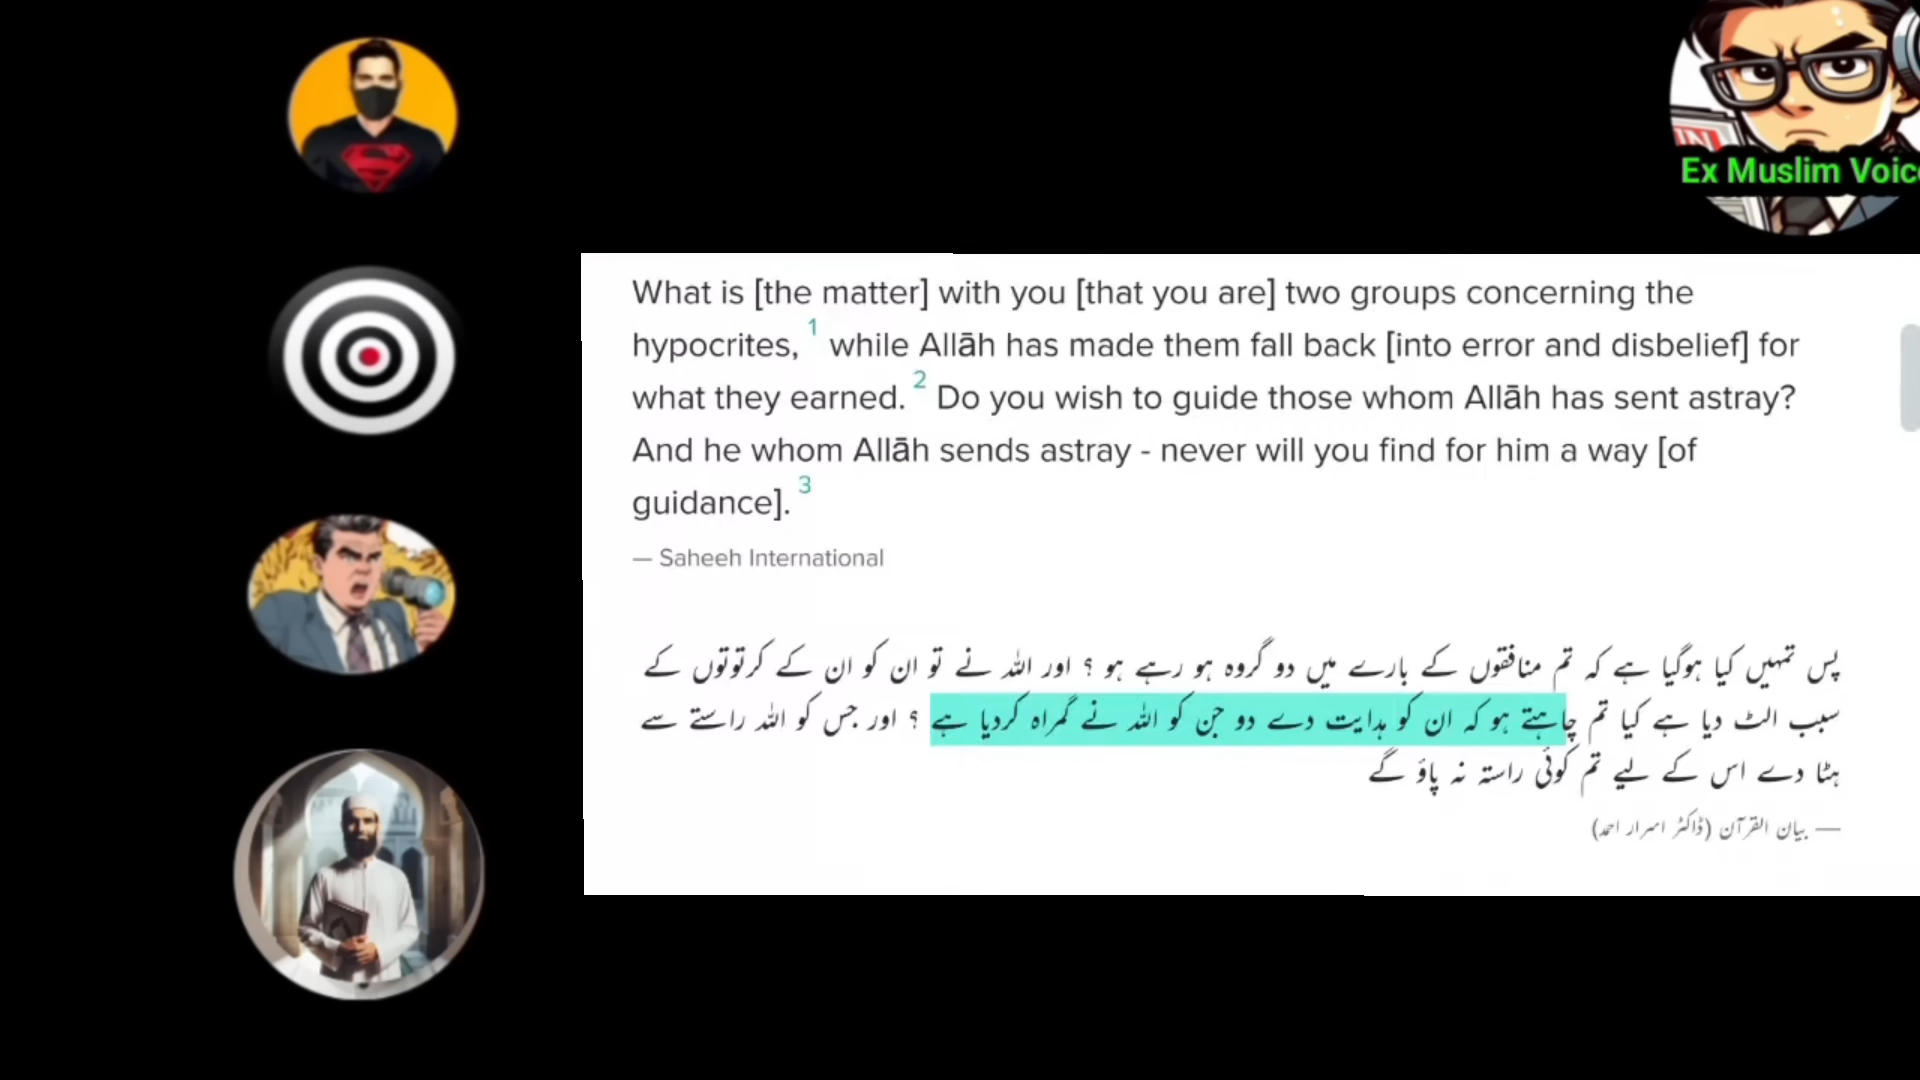 IN
Ex Muslim Voic
What is [the matter] with you [that you are] two groups concerning the
hypocrites, 1 while Allāh has made them fall back [into error and disbelief] for
what they earned. 2 Do you wish to guide those whom Allāh has sent astray?
And he whom Allāh sends astray - never will you find for him a way [of
guidance]. 3
— Saheeh International
پس تمہیں کیا ہوگیا ہے کہ تم منافقوں کے بارے میں دو گروہ ہو رہے ہو ؟ اور اللہ نے تو ان کو ان کے کرتوتوں کے
سبب الٹ دیا ہے کیا تم چاہتے ہو کہ ان کو ہدایت دے دو جن کو اللہ نے گمراہ کردیا ہے ؟ اور جس کو اللہ راستے سے
ہٹا دے اس کے لیے تم کوئی راستہ نہ پاؤ گے
— بیان القرآن (ڈاکٹر اسرار احمد)